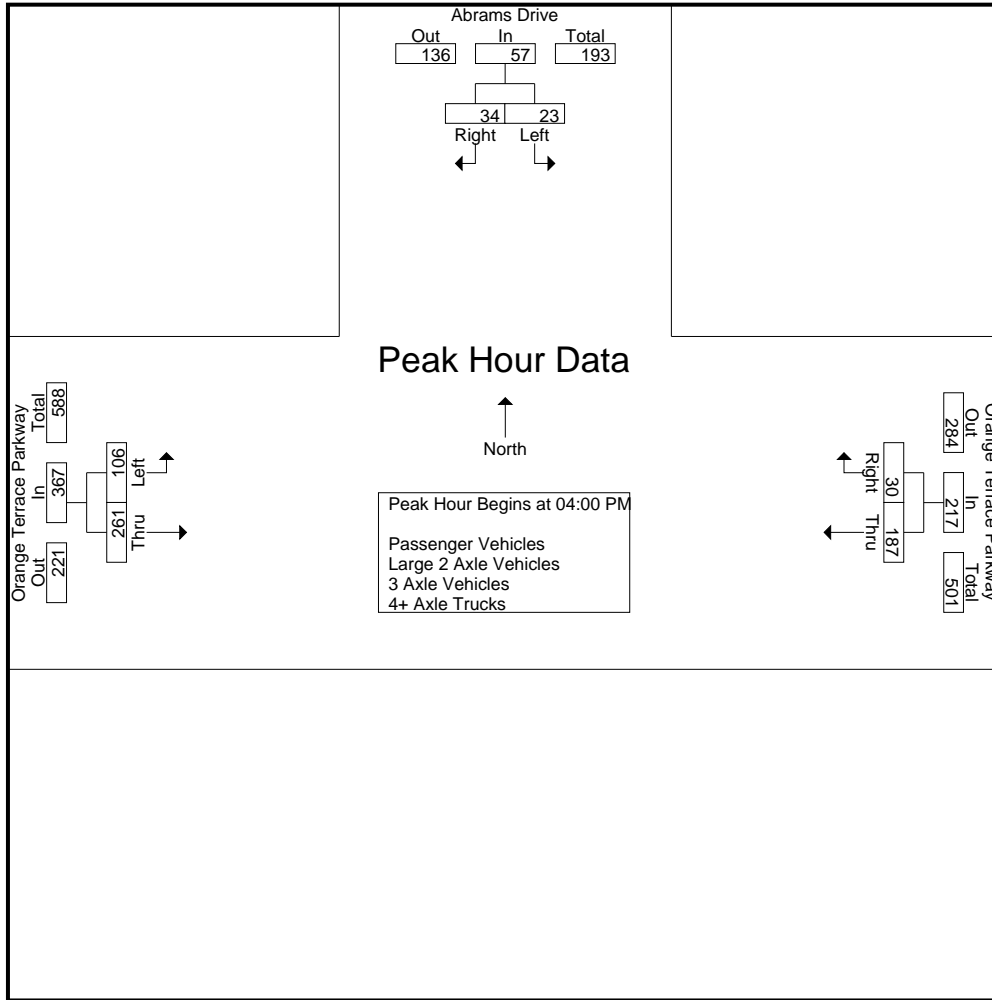 Abrams Drive
Out In Total
136 57 193
34 23
Right Left
Peak Hour Data
North
Peak Hour Begins at 04:00 PM
Passenger Vehicles
Large 2 Axle Vehicles
3 Axle Vehicles
4+ Axle Trucks
Orange Terrace Parkway
Out In Total
221 367 588
106 261
Left Thru
Orange Terrace Parkway
Out In Total
284 217 501
30 187
Right Thru